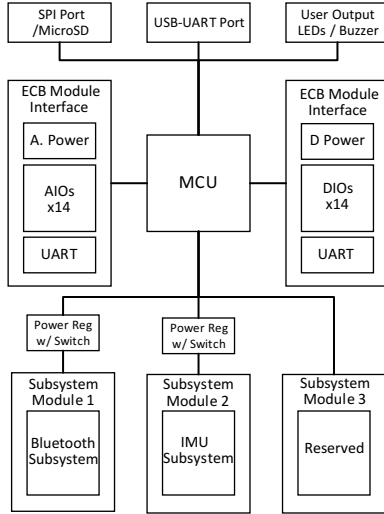 SPI Port
/MicroSD
USB-UART Port
User Output
LEDs / Buzzer
ECB Module
Interface
A. Power
AIOs
x14
UART
MCU
ECB Module
Interface
D Power
DIOs
x14
UART
Power Reg
w/ Switch
Power Reg
w/ Switch
Subsystem
Module 1
Bluetooth
Subsystem
Subsystem
Module 2
IMU
Subsystem
Subsystem
Module 3
Reserved